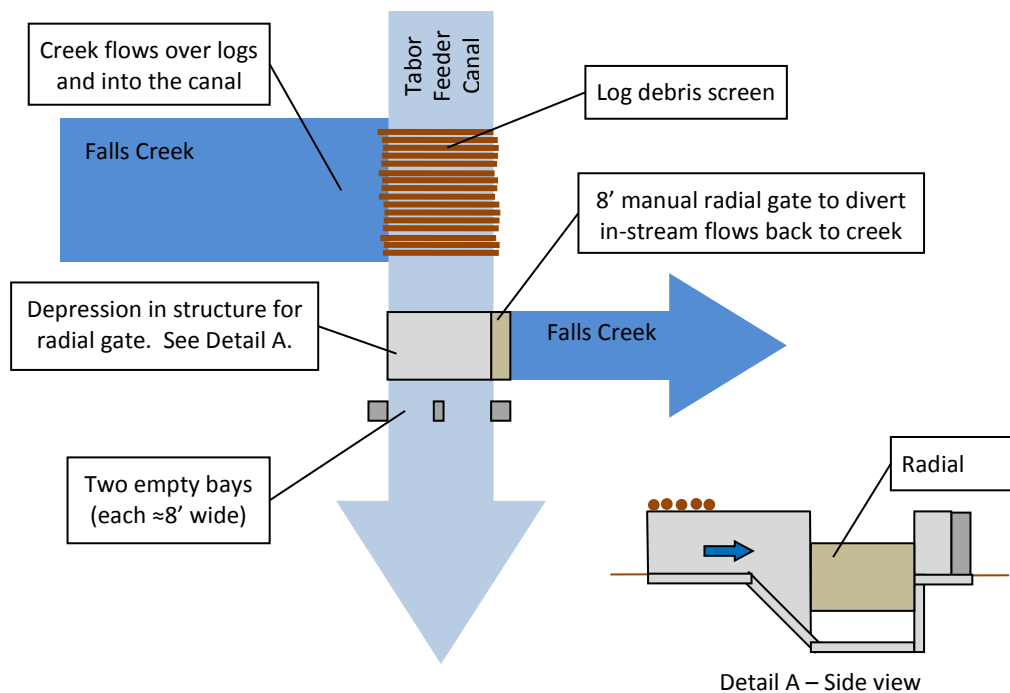 Creek flows over logs
and into the canal
Tabor
Feeder
Canal
Log debris screen
Falls Creek
8’ manual radial gate to divert
in-stream flows back to creek
Depression in structure for
radial gate.  See Detail A.
Falls Creek
Two empty bays
(each ≈8’ wide)
Radial
Detail A – Side view